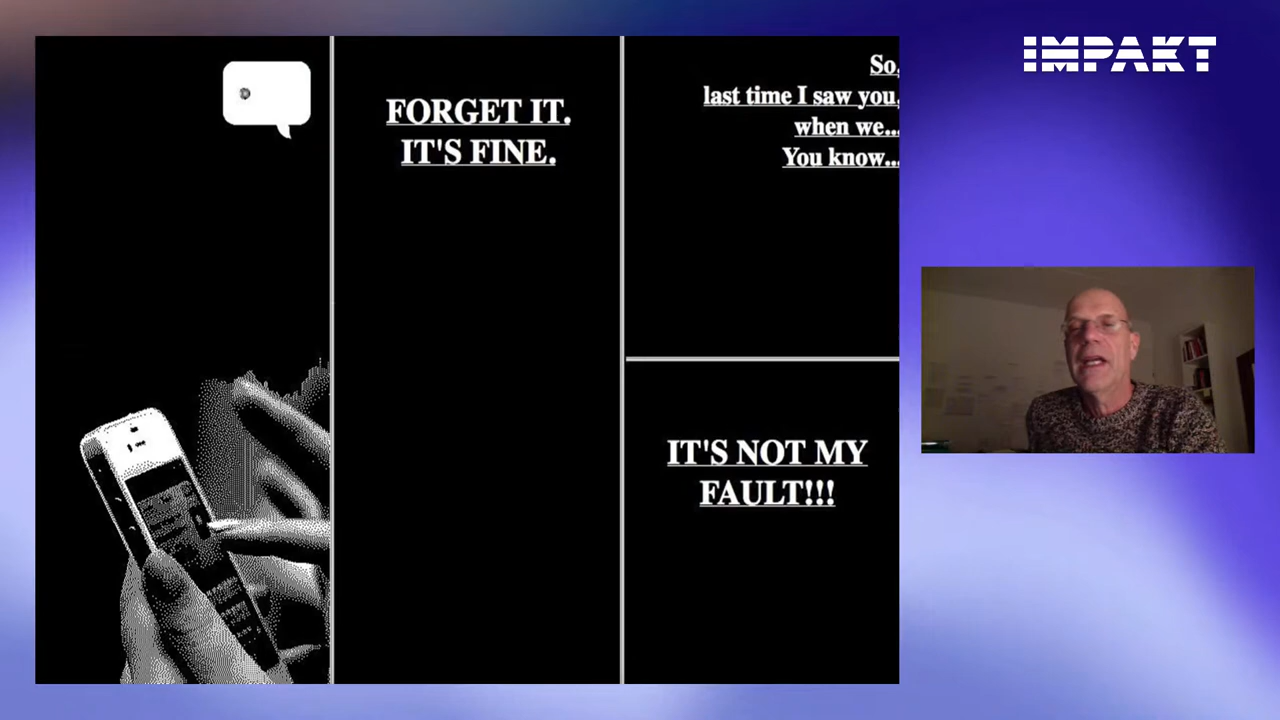 IMPAKT
FORGET IT.
IT'S FINE.
So,
last time I saw you,
when we...
You know...
IT'S NOT MY
FAULT!!!